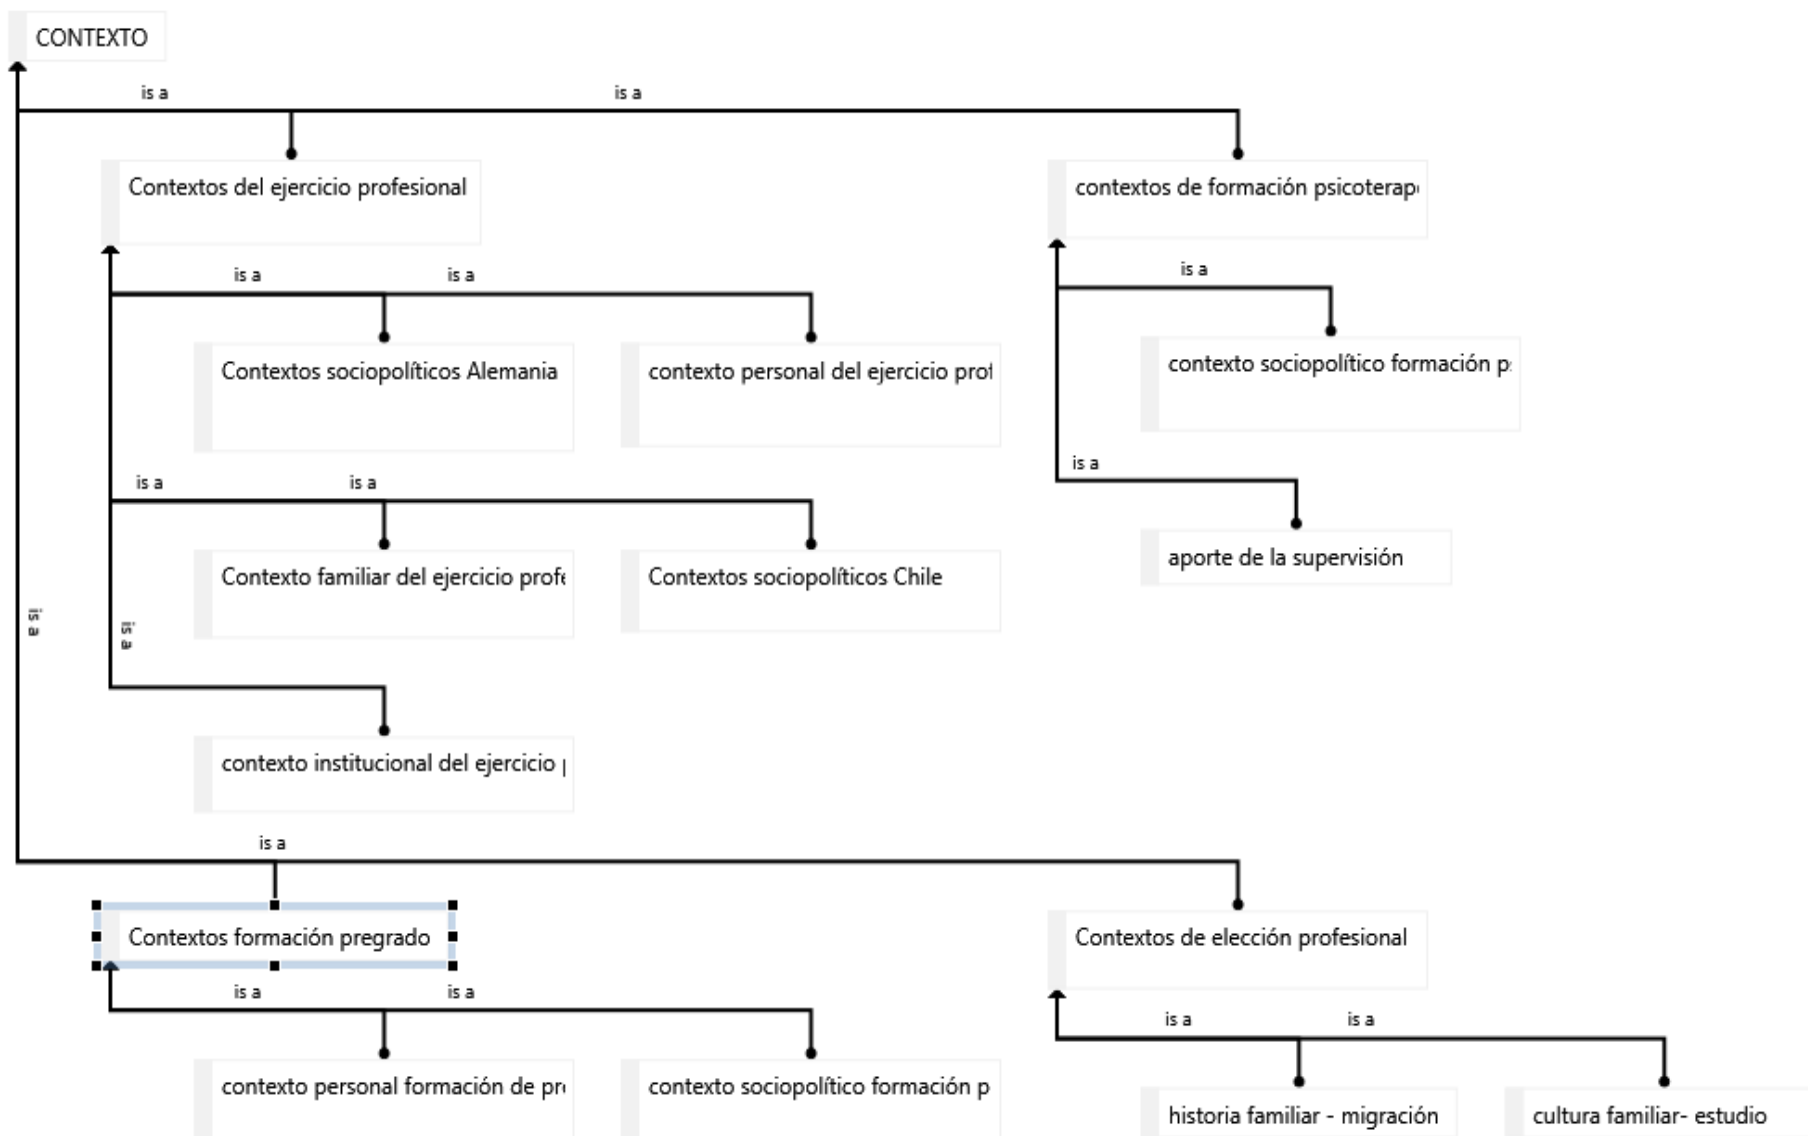 CONTEXTO
is a
is a
Contextos del ejercicio profesional
contextos de formación psicoterap
is a
is a
is a
Contextos sociopolíticos Alemania
contexto personal del ejercicio prof
contexto sociopolítico formación p
is a
is a
is a
Contexto familiar del ejercicio profe
Contextos sociopolíticos Chile
aporte de la supervisión
is a
is a
contexto institucional del ejercicio
is a
Contextos formación pregrado
Contextos de elección profesional
is a
is a
is a
is a
contexto personal formación de pr
contexto sociopolítico formación p
historia familiar - migración
cultura familiar- estudio